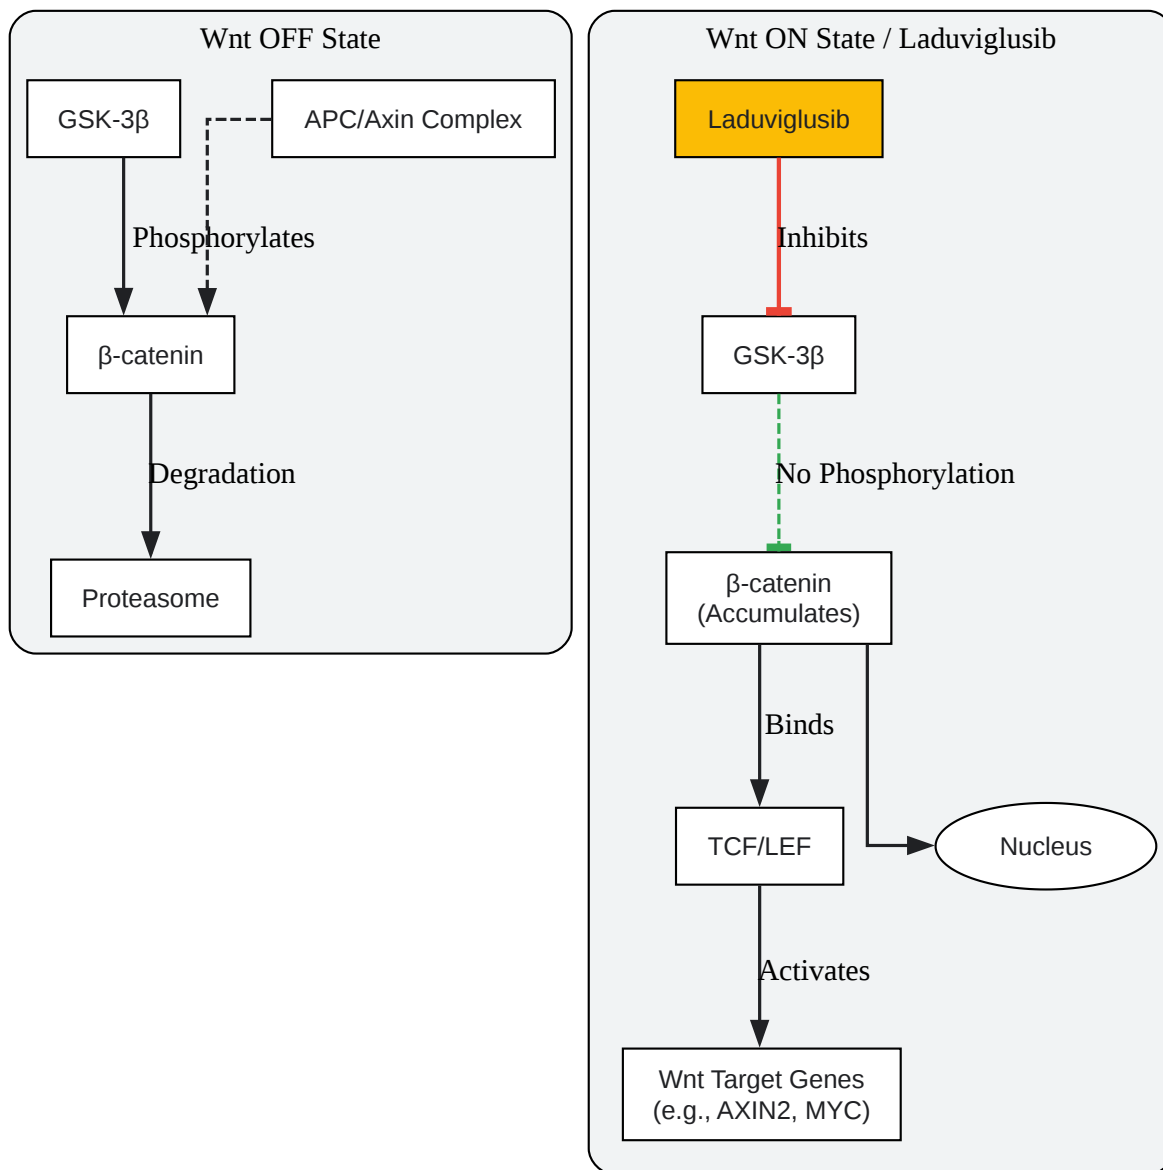 Wnt OFF State
GSK-3β
APC/Axin Complex
Phosphorylates
β-catenin
Degradation
Proteasome
Wnt ON State / Laduviglusib
Laduviglusib
Inhibits
GSK-3β
No Phosphorylation
β-catenin
(Accumulates)
Binds
TCF/LEF
Nucleus
Activates
Wnt Target Genes
(e.g., AXIN2, MYC)